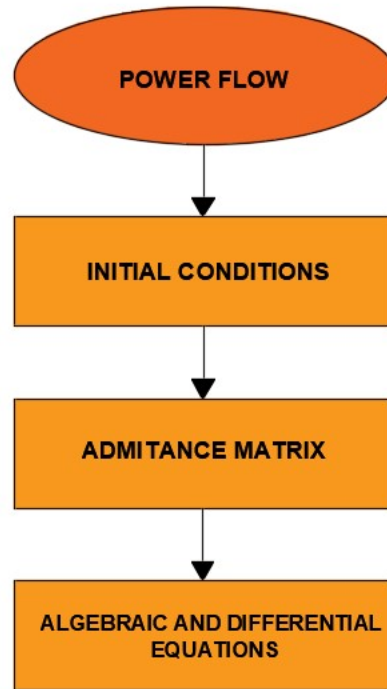 POWER FLOW
INITIAL CONDITIONS
ADMITANCE MATRIX
ALGEBRAIC AND DIFFERENTIAL
EQUATIONS